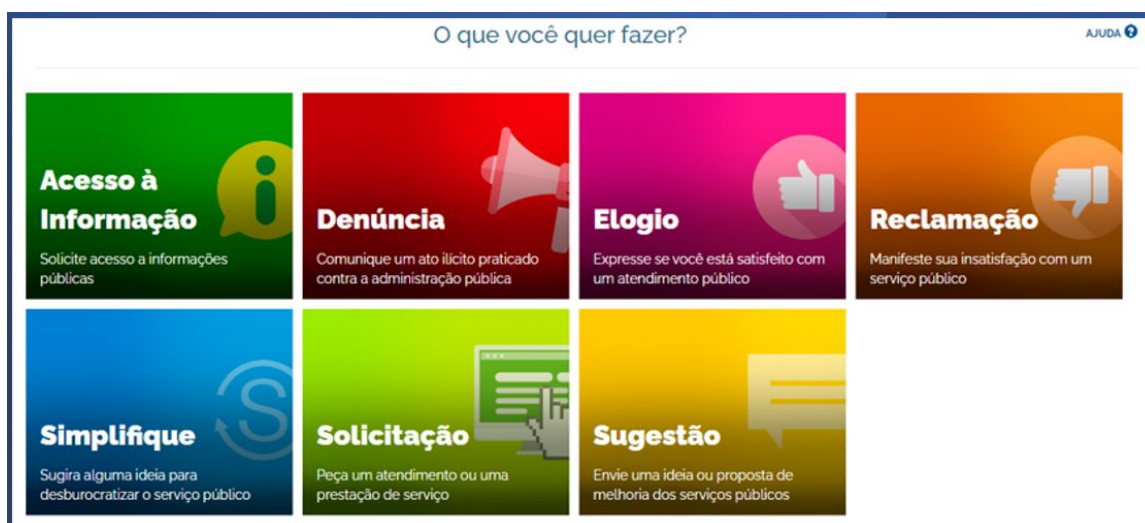 O que você quer fazer?
AJUDA ?
Acesso à
Informação
Solicite acesso a informações
públicas
Denúncia
Comunique um ato ilícito praticado
contra a administração pública
Elogio
Expresse se você está satisfeito com
um atendimento público
Reclamação
Manifeste sua insatisfação com um
serviço público
Simplifique
Sugira alguma ideia para
desburocratizar o serviço público
Solicitação
Peça um atendimento ou uma
prestação de serviço
Sugestão
Envie uma ideia ou proposta de
melhoria dos serviços públicos